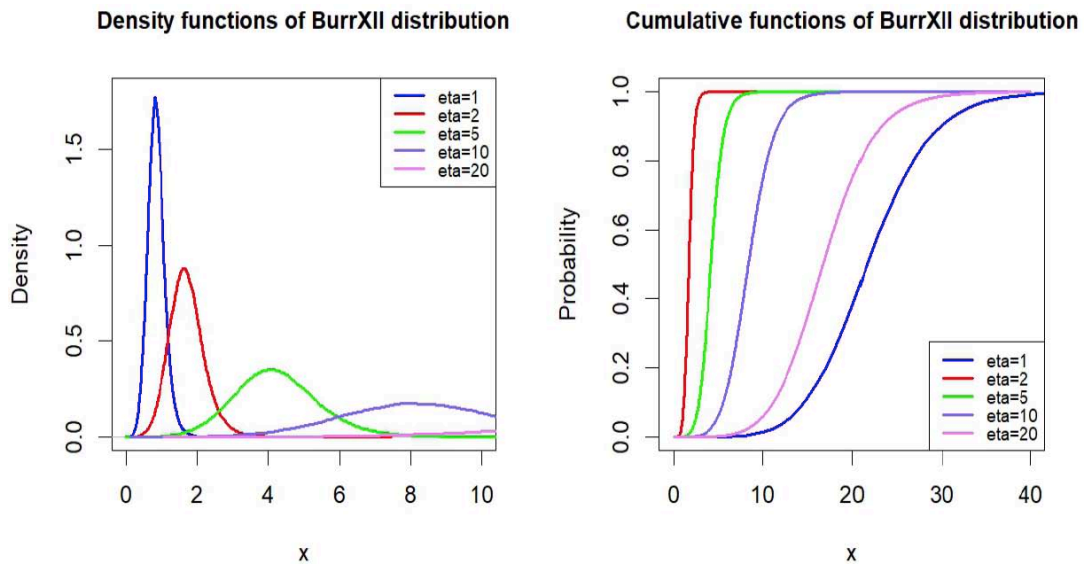 Density functions of BurrXII distribution
Density
0.0
0.5
1.0
1.5
eta=1
eta=2
eta=5
eta=10
eta=20
0 2 4 6 8 10
x
Cumulative functions of BurrXII distribution
Probability
0.0
0.2
0.4
0.6
0.8
1.0
eta=1
eta=2
eta=5
eta=10
eta=20
0 10 20 30 40
x